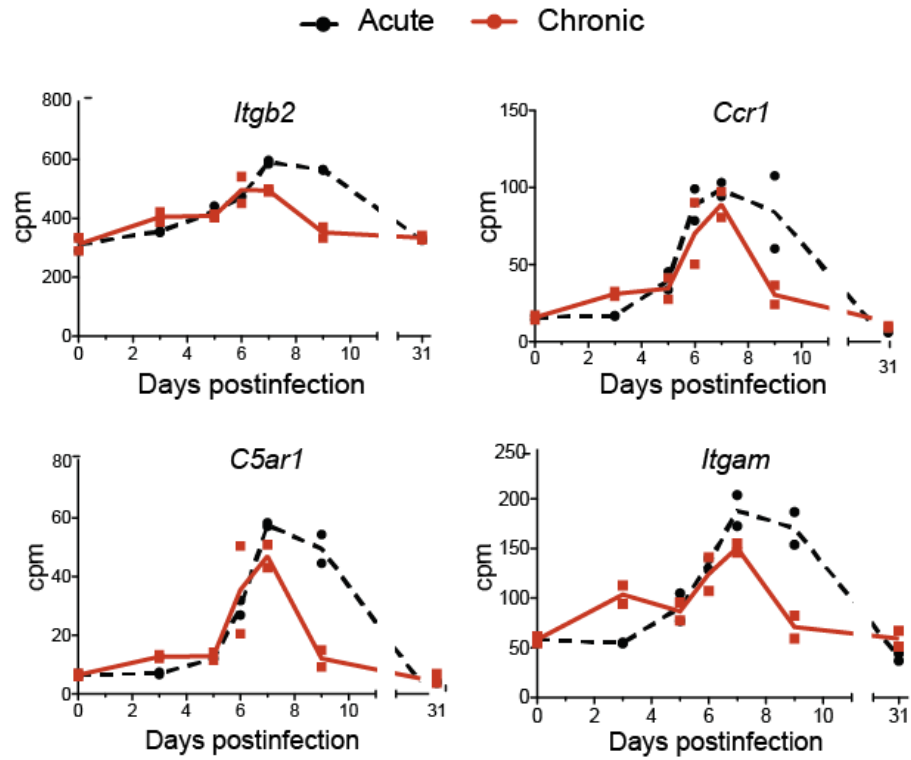 Acute Chronic
Itgb2
800
600
400
200
0
cpm
0 2 4 6 8 10 31
Days postinfection
Ccr1
150
100
50
0
cpm
0 2 4 6 8 10 31
Days postinfection
C5ar1
80
60
40
20
0
cpm
0 2 4 6 8 10 31
Days postinfection
Itgam
250
200
150
100
50
0
cpm
0 2 4 6 8 10 31
Days postinfection